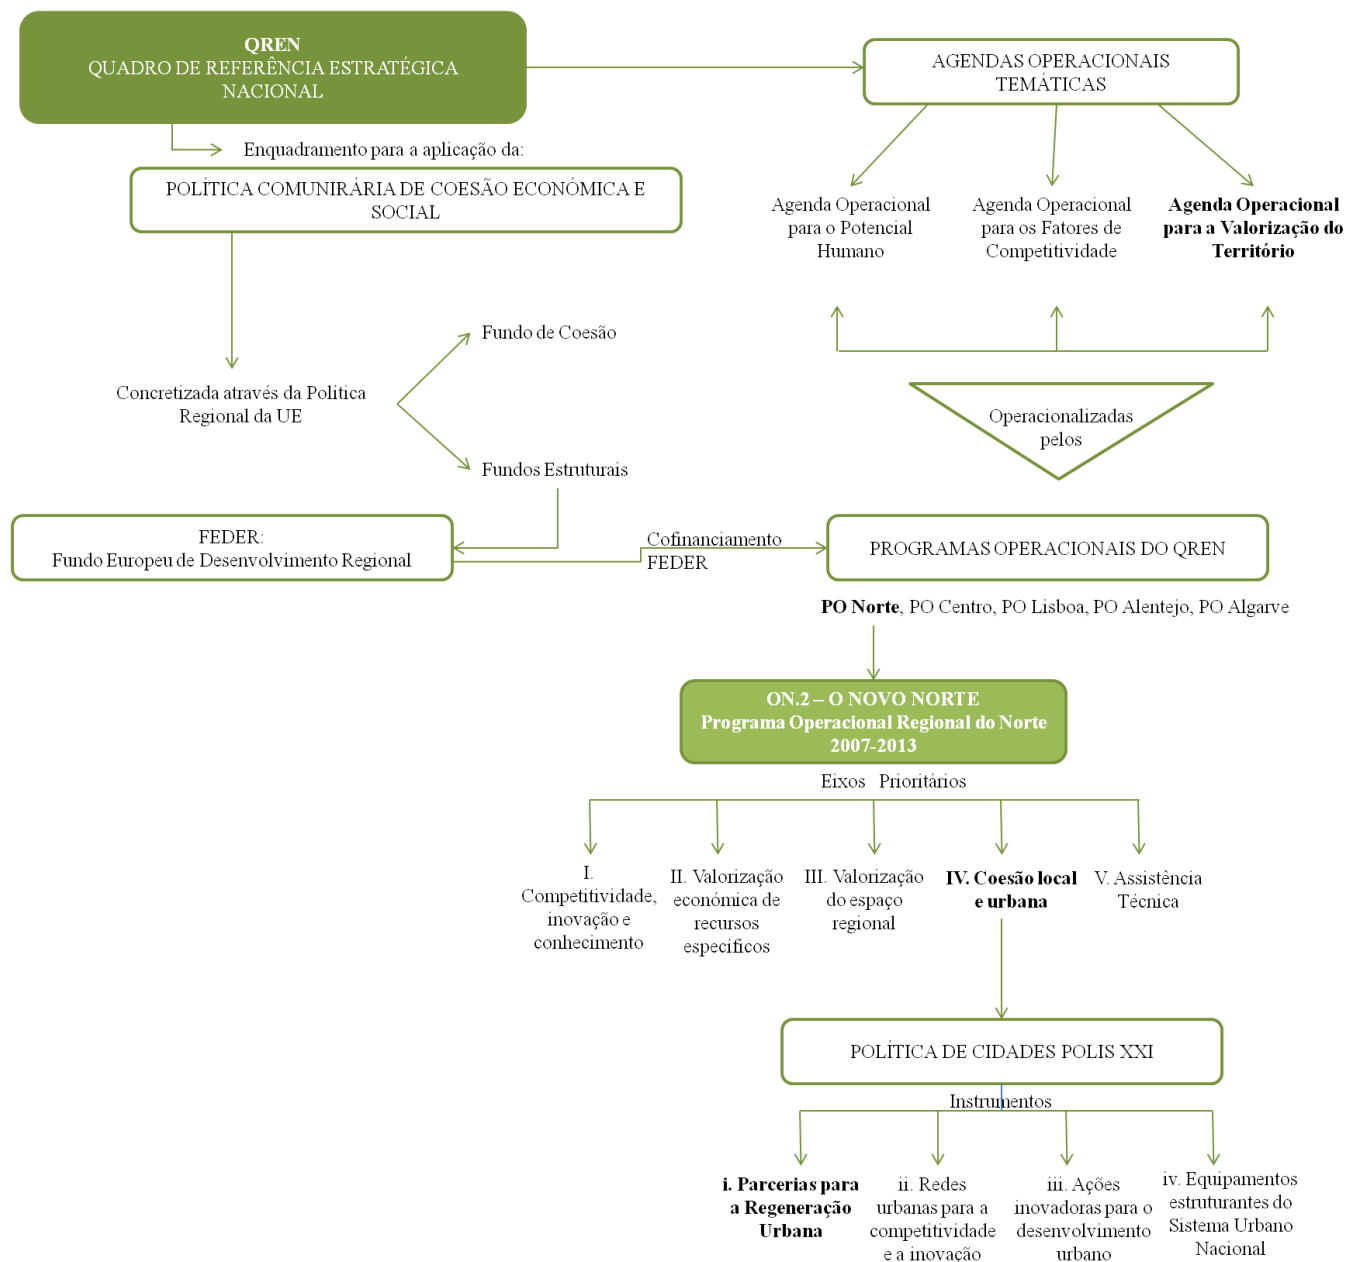 QREN
QUADRO DE REFERÊNCIA ESTRATÉGICA
NACIONAL
AGENDAS OPERACIONAIS
TEMÁTICAS
Enquadramento para a aplicação da:
POLÍTICA COMUNIRÁRIA DE COESÃO ECONÓMICA E
SOCIAL
Agenda Operacional
para o Potencial
Humano
Agenda Operacional
para os Fatores de
Competitividade
Agenda Operacional
para a Valorização do
Território
Fundo de Coesão
Concretizada através da Política
Regional da UE
Operacionalizadas
pelos
Fundos Estruturais
FEDER:
Fundo Europeu de Desenvolvimento Regional
Cofinanciamento
FEDER
PROGRAMAS OPERACIONAIS DO QREN
PO Norte, PO Centro, PO Lisboa, PO Alentejo, PO Algarve
ON.2 – O NOVO NORTE
Programa Operacional Regional do Norte
2007-2013
Eixos Prioritários
I.
Competitividade,
inovação e
conhecimento
II. Valorização
económica de
recursos
específicos
III. Valorização
do espaço
regional
IV. Coesão local
e urbana
V. Assistência
Técnica
POLÍTICA DE CIDADES POLIS XXI
Instrumentos
i. Parcerias para
a Regeneração
Urbana
ii. Redes
urbanas para a
competitividade
e a inovação
iii. Ações
inovadoras para o
desenvolvimento
urbano
iv. Equipamentos
estruturantes do
Sistema Urbano
Nacional